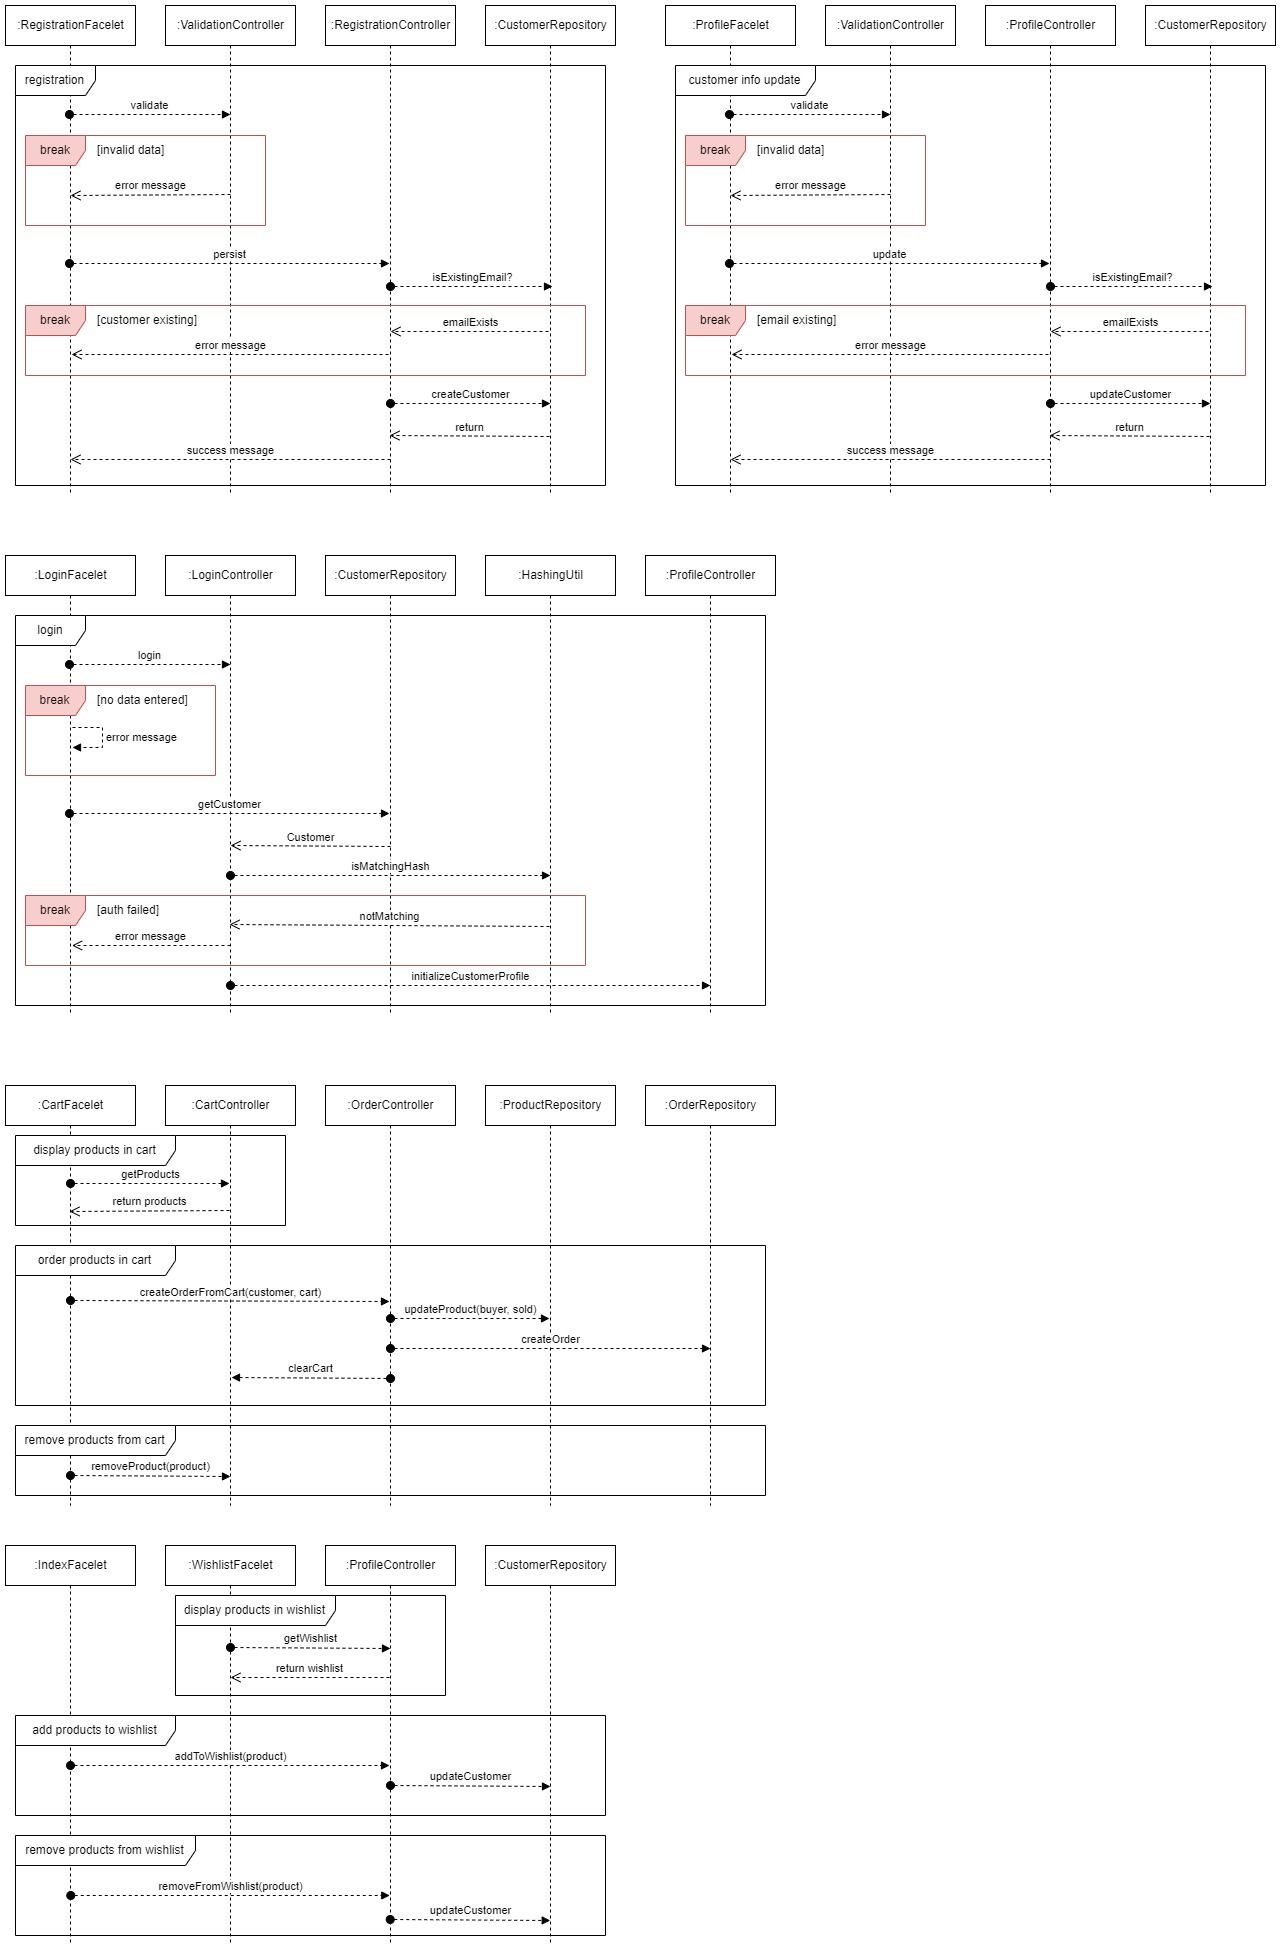 :RegistrationFacelet
:ValidationController
:RegistrationController
:CustomerRepository
registration
validate
break
[invalid data]
error message
persist
isExistingEmail?
break
[customer existing]
emailExists
error message
createCustomer
return
success message
:ProfileFacelet
:ValidationController
:ProfileController
:CustomerRepository
customer info update
validate
break
[invalid data]
error message
update
isExistingEmail?
break
[email existing]
emailExists
error message
updateCustomer
return
success message
:LoginFacelet
:LoginController
:CustomerRepository
:HashingUtil
:ProfileController
login
login
break
[no data entered]
error message
getCustomer
Customer
isMatchingHash
break
[auth failed]
notMatching
error message
initializeCustomerProfile
:CartFacelet
:CartController
:OrderController
:ProductRepository
:OrderRepository
display products in cart
getProducts
return products
order products in cart
createOrderFromCart(customer, cart)
updateProduct(buyer, sold)
createOrder
clearCart
remove products from cart
removeProduct(product)
:IndexFacelet
:WishlistFacelet
:ProfileController
:CustomerRepository
display products in wishlist
getWishlist
return wishlist
add products to wishlist
addToWishlist(product)
updateCustomer
remove products from wishlist
removeFromWishlist(product)
updateCustomer